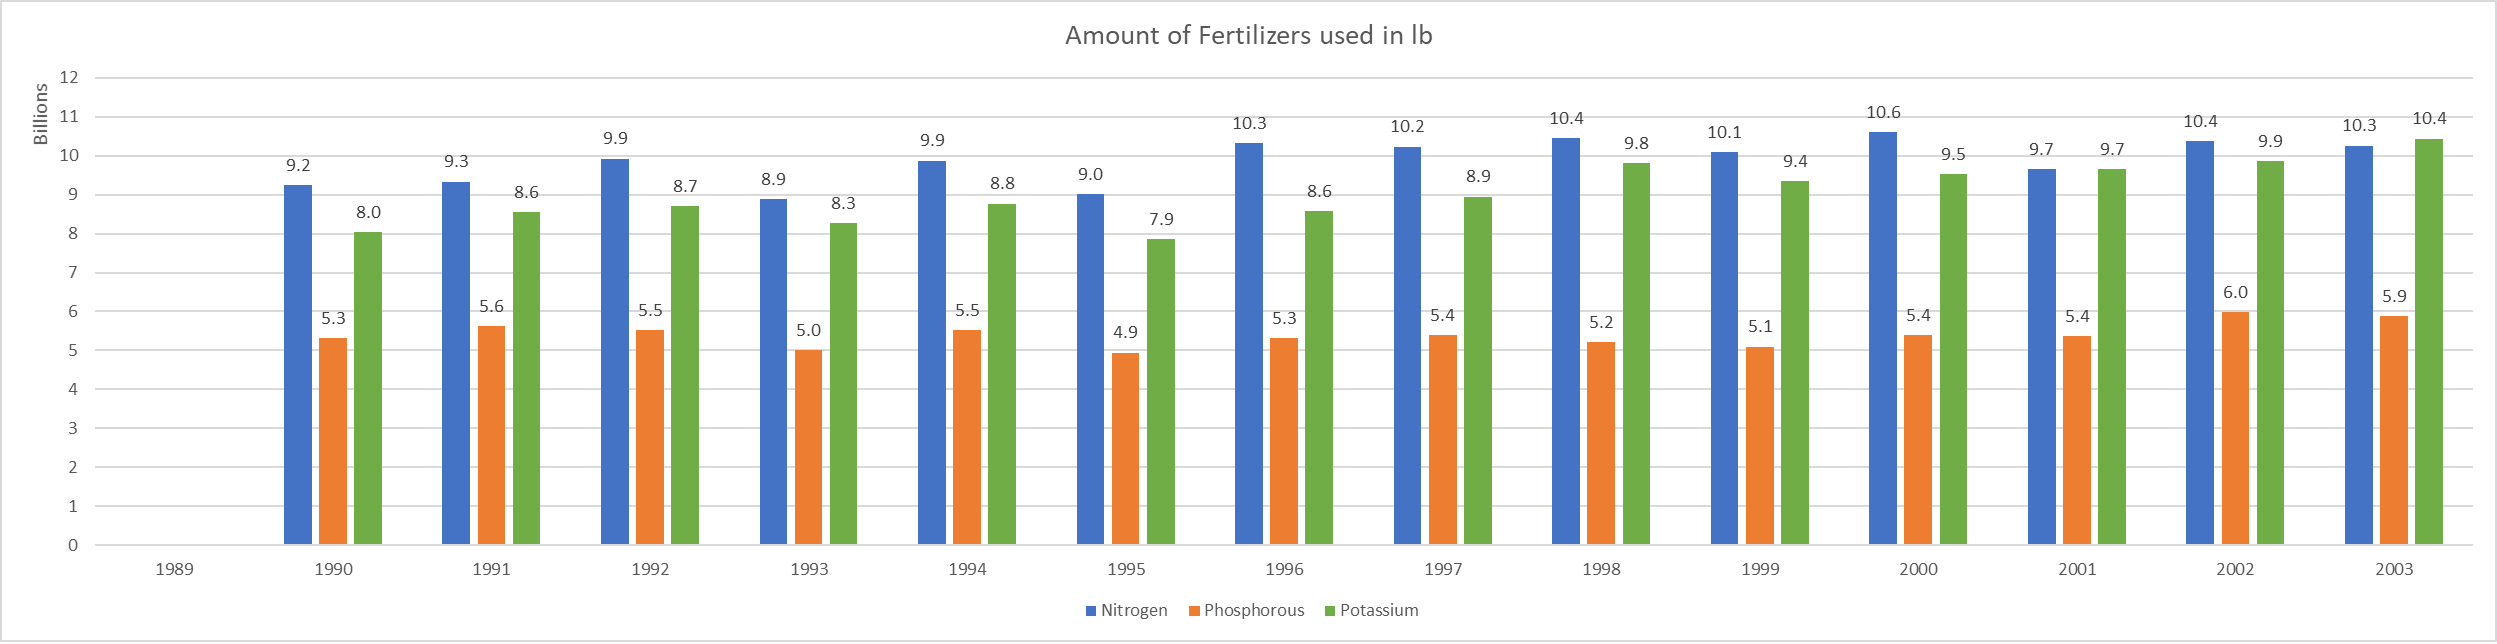 Amount of Fertilizers used in lb
Billions
12
11
10
9
8
7
6
5
4
3
2
1
0
9.2 5.3 8.0
9.3 5.6 8.6
9.9 5.5 8.7
8.9 5.0 8.3
9.9 5.5 8.8
9.0 4.9 7.9
10.3 5.3 8.6
10.2 5.4 8.9
10.4 5.2 9.8
10.1 5.1 9.4
10.6 5.4 9.5
9.7 5.4 9.7
10.4 6.0 9.9
10.3 5.9 10.4
1989 1990 1991 1992 1993 1994 1995 1996 1997 1998 1999 2000 2001 2002 2003
Nitrogen Phosphorous Potassium